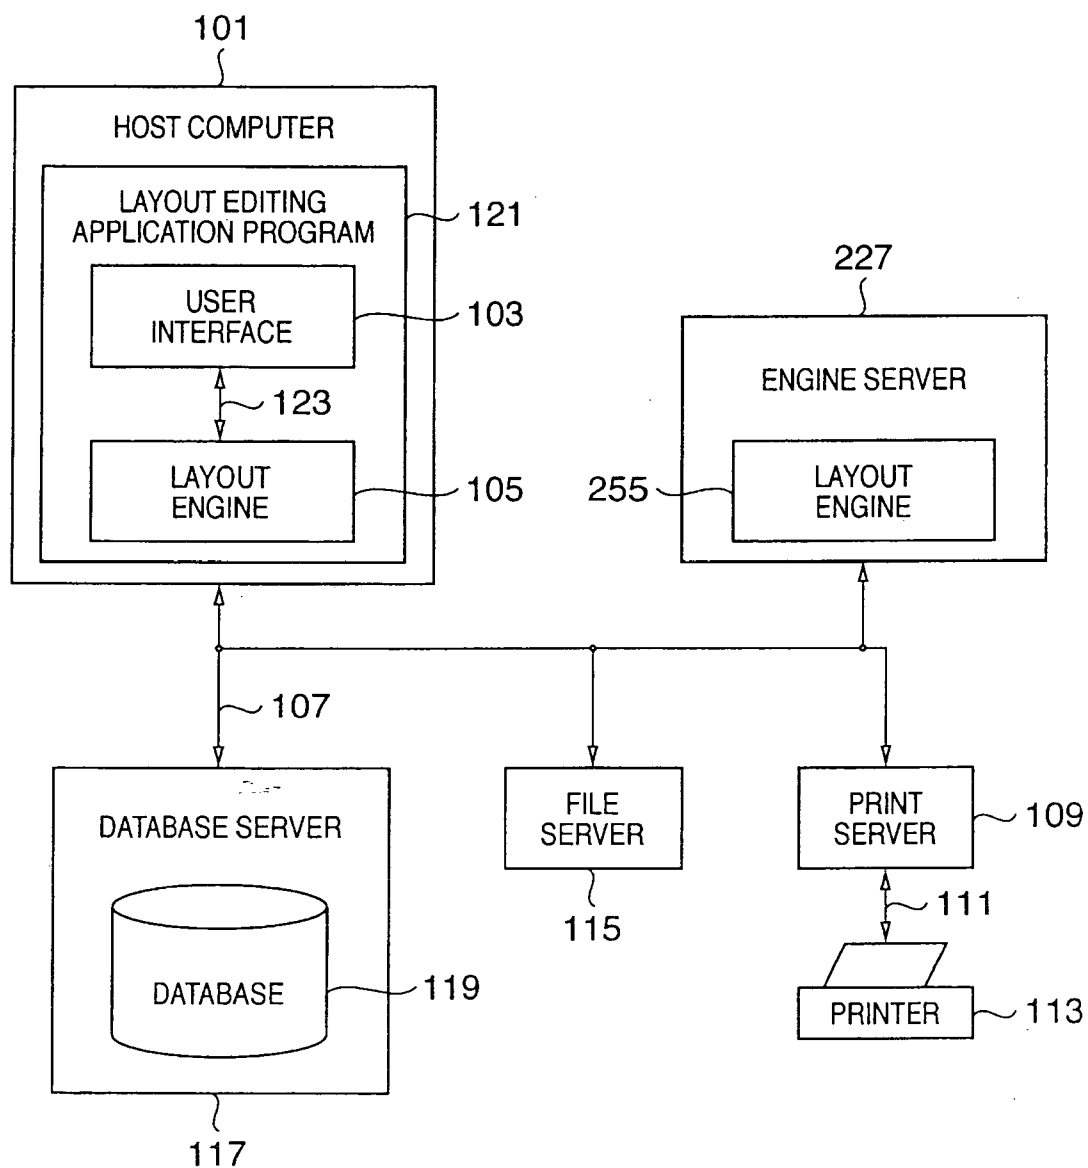 101
HOST COMPUTER
LAYOUT EDITING
APPLICATION PROGRAM
121
USER
INTERFACE
103
123
LAYOUT
ENGINE
105
227
ENGINE SERVER
255
LAYOUT
ENGINE
107
DATABASE SERVER
DATABASE
119
117
FILE
SERVER
115
PRINT
SERVER
109
111
PRINTER
113